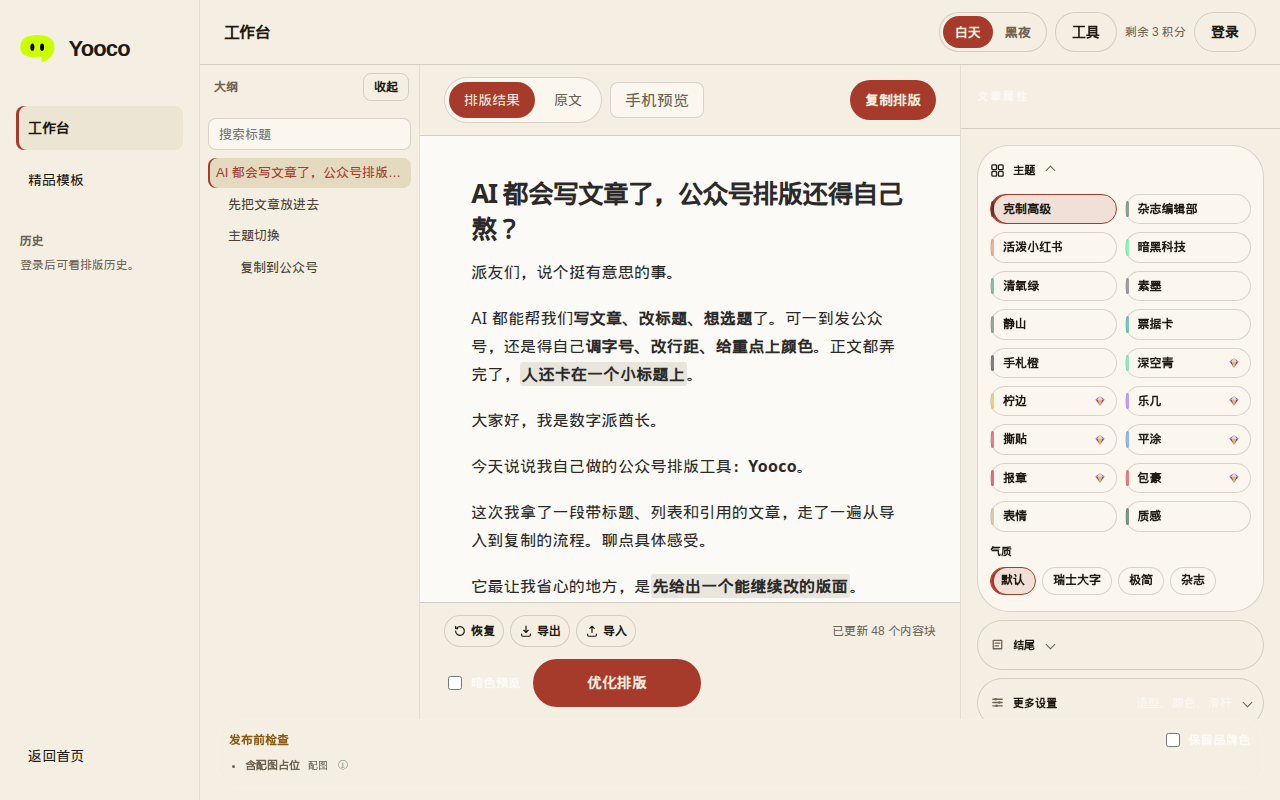 Yooco
工作台
精品模板
历史
登录后可看排版历史。
返回首页
工作台
白天
黑夜
工具
剩余 3 积分
登录
大纲
收起
搜索标题
AI 都会写文章了，公众号排版…
先把文章放进去
主题切换
复制到公众号
排版结果
原文
手机预览
复制排版
AI 都会写文章了，公众号排版还得自己
熬？
派友们，说个挺有意思的事。
AI 都能帮我们写文章、改标题、想选题了。可一到发公众
号，还是得自己调字号、改行距、给重点上颜色。正文都弄
完了，人还卡在一个小标题上。
大家好，我是数字派酋长。
今天说说我自己做的公众号排版工具：Yooco。
这次我拿了一段带标题、列表和引用的文章，走了一遍从导
入到复制的流程。聊点具体感受。
它最让我省心的地方，是先给出一个能继续改的版面。
恢复
导出
导入
已更新 48 个内容块
暗色预览
优化排版
发布前检查
• 含配图占位 配图 ①
文章属性
主题
克制高级
杂志编辑部
活泼小红书
暗黑科技
清氧绿
素墨
静山
票据卡
手札橙
深空青
柠边
乐几
撕贴
平涂
报章
包豪
表情
质感
气质
默认
瑞士大字
极简
杂志
结尾
更多设置
保留品牌色